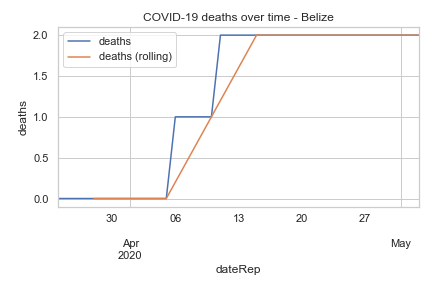 COVID-19 deaths over time - Belize
deaths
deaths (rolling)
2.0
1.5
1.0
0.5
0.0
deaths
30
06
13
20
27
Apr
2020
May
dateRep